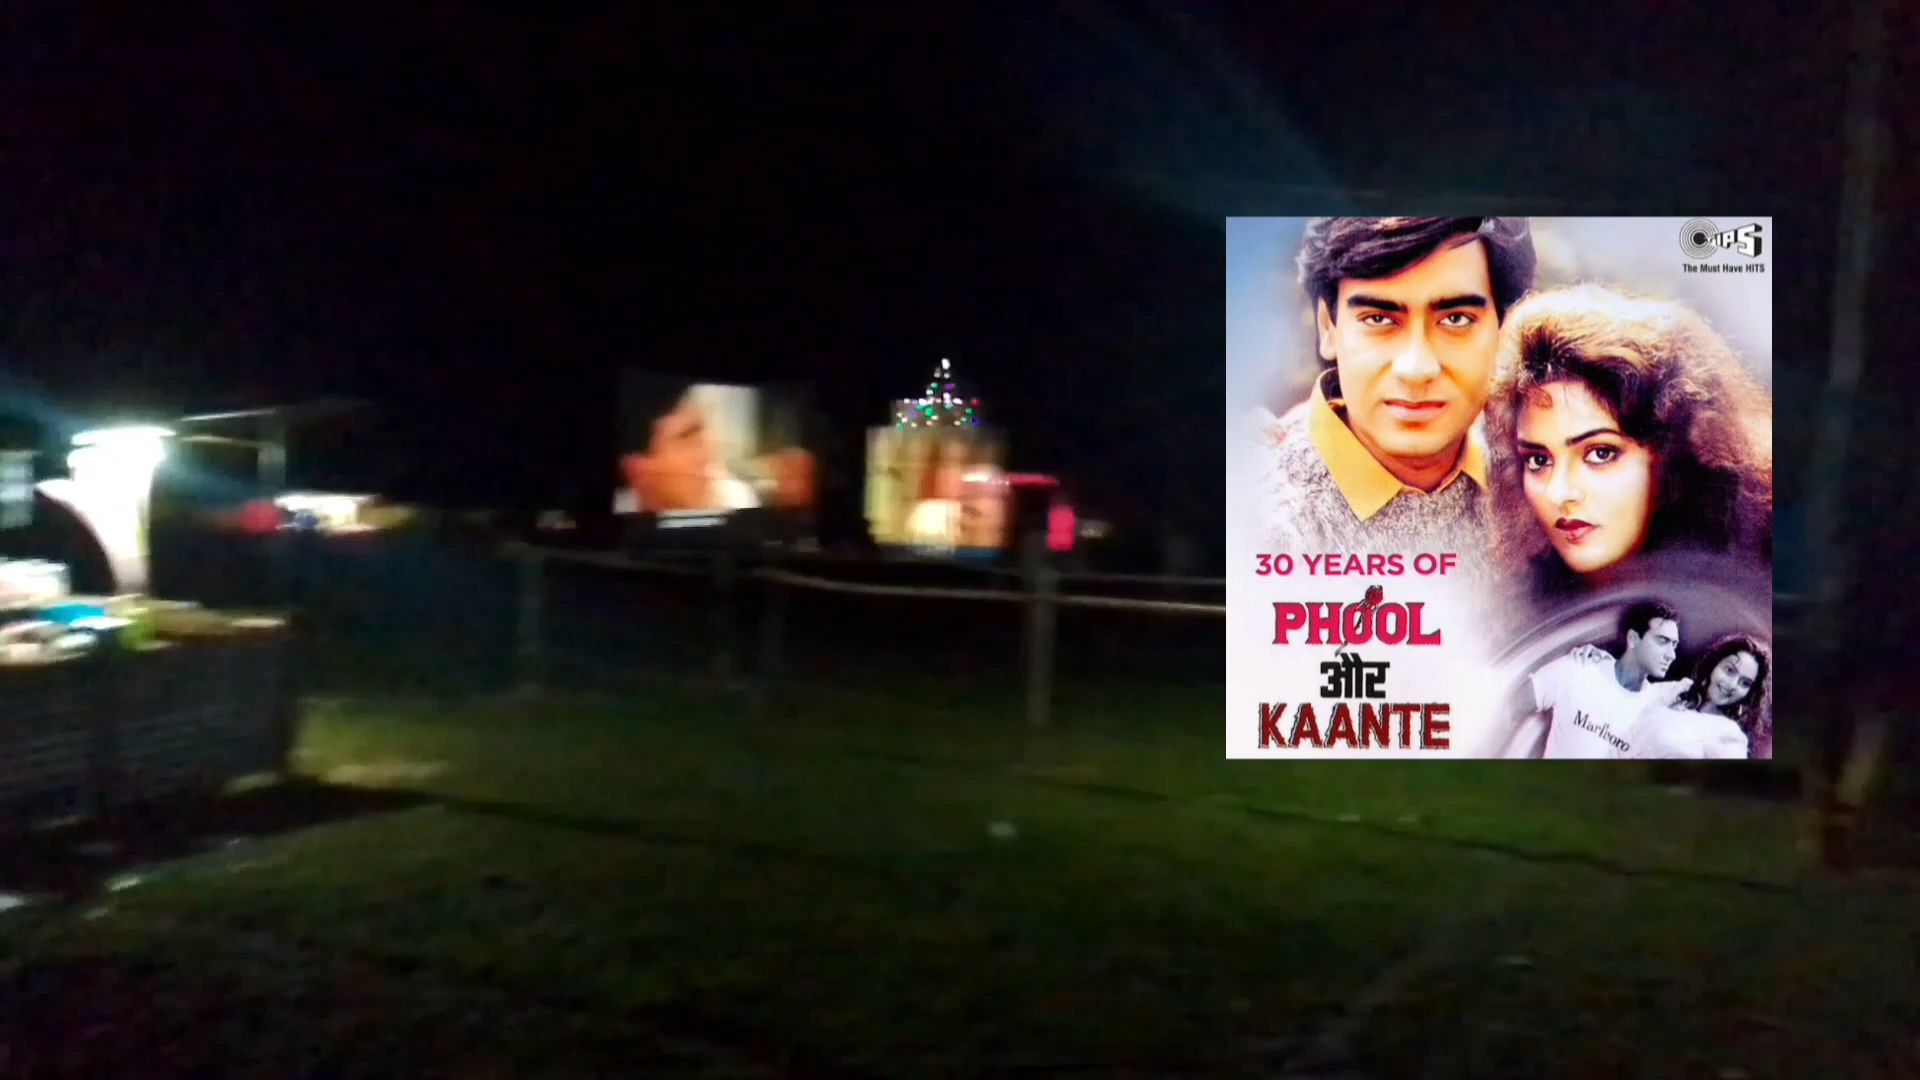 TIPS
The Must Have HITS
30 YEARS OF
PHOOL
और
KAANTE
Marlboro